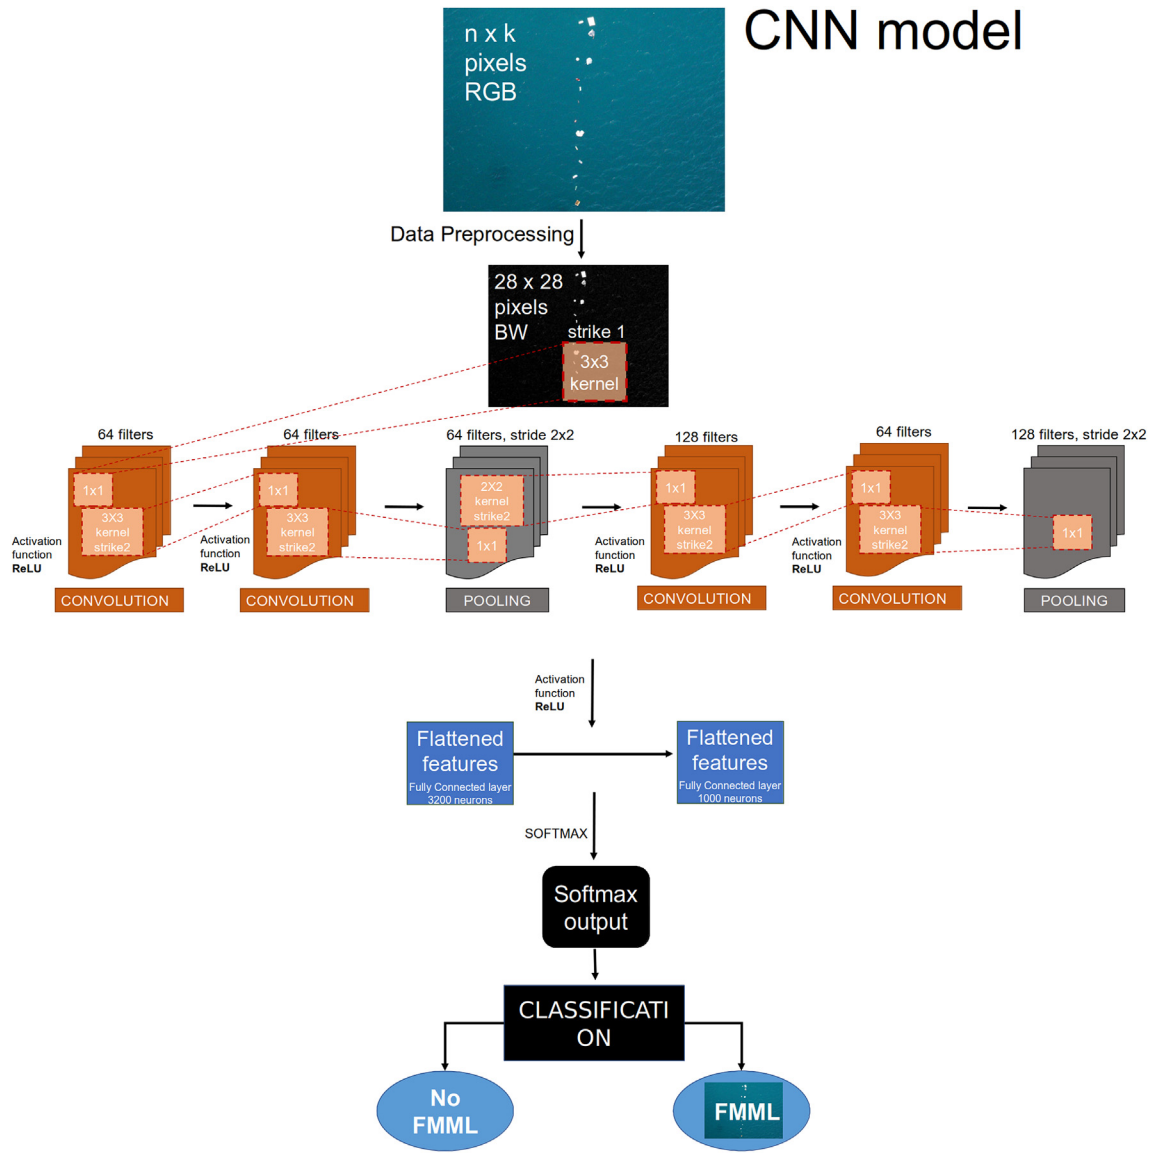 CNN model
n x k
pixels
RGB
Data Preprocessing
28 x 28
pixels
BW
strike 1
3x3
kernel
64 filters
64 filters
64 filters, stride 2x2
128 filters
64 filters
128 filters, stride 2x2
1x1
3X3
kernel
strike2
Activation
function
ReLU
CONVOLUTION
1x1
3X3
kernel
strike2
Activation
function
ReLU
CONVOLUTION
2X2
kernel
strike2
1x1
POOLING
1x1
3X3
kernel
strike2
Activation
function
ReLU
CONVOLUTION
1x1
3X3
kernel
strike2
Activation
function
ReLU
CONVOLUTION
1x1
POOLING
Activation
function
ReLU
Flattened
features
Fully Connected layer
3200 neurons
Flattened
features
Fully Connected layer
1000 neurons
SOFTMAX
Softmax
output
CLASSIFICATI
ON
No
FMML
FMML